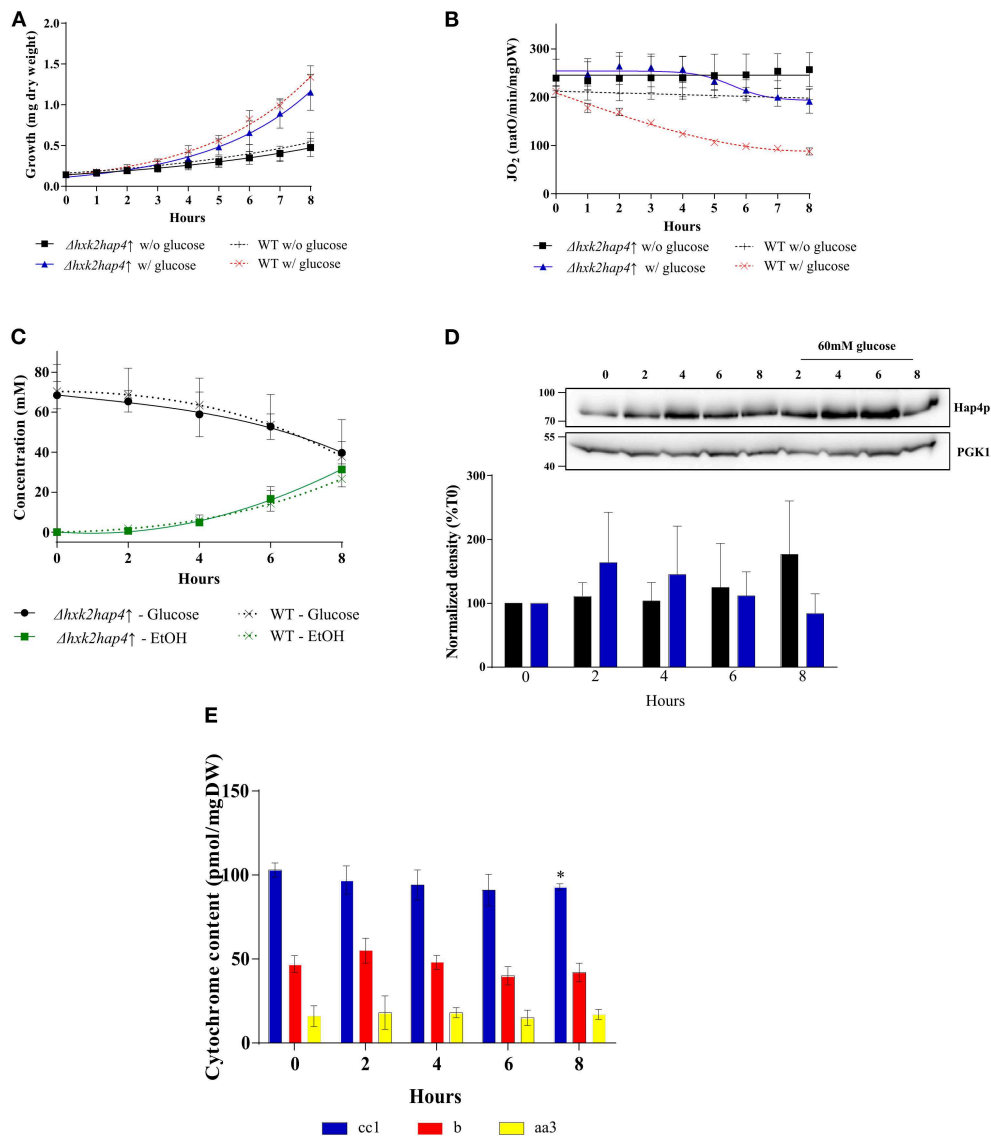 A
Growth (mg dry weight)
2.0
1.5
1.0
0.5
0.0
0 1 2 3 4 5 6 7 8
Hours
Δhxk2hap4↑ w/o glucose
WT w/o glucose
Δhxk2hap4↑ w/ glucose
WT w/ glucose
B
JO2 (natO/min/mgDW)
300
200
100
0
0 1 2 3 4 5 6 7 8
Hours
Δhxk2hap4↑ w/o glucose
WT w/o glucose
Δhxk2hap4↑ w/ glucose
WT w/ glucose
C
Concentration (mM)
80
60
40
20
0
0 2 4 6 8
Hours
Δhxk2hap4↑ - Glucose
WT - Glucose
Δhxk2hap4↑ - EtOH
WT - EtOH
D
60mM glucose
0 2 4 6 8 2 4 6 8
100
70
Hap4p
55
40
PGK1
Normalized density (%T0)
300
200
100
0
0 2 4 6 8
Hours
E
Cytochrome content (pmol/mgDW)
150
100
50
0
*
0 2 4 6 8
Hours
cc1 b aa3